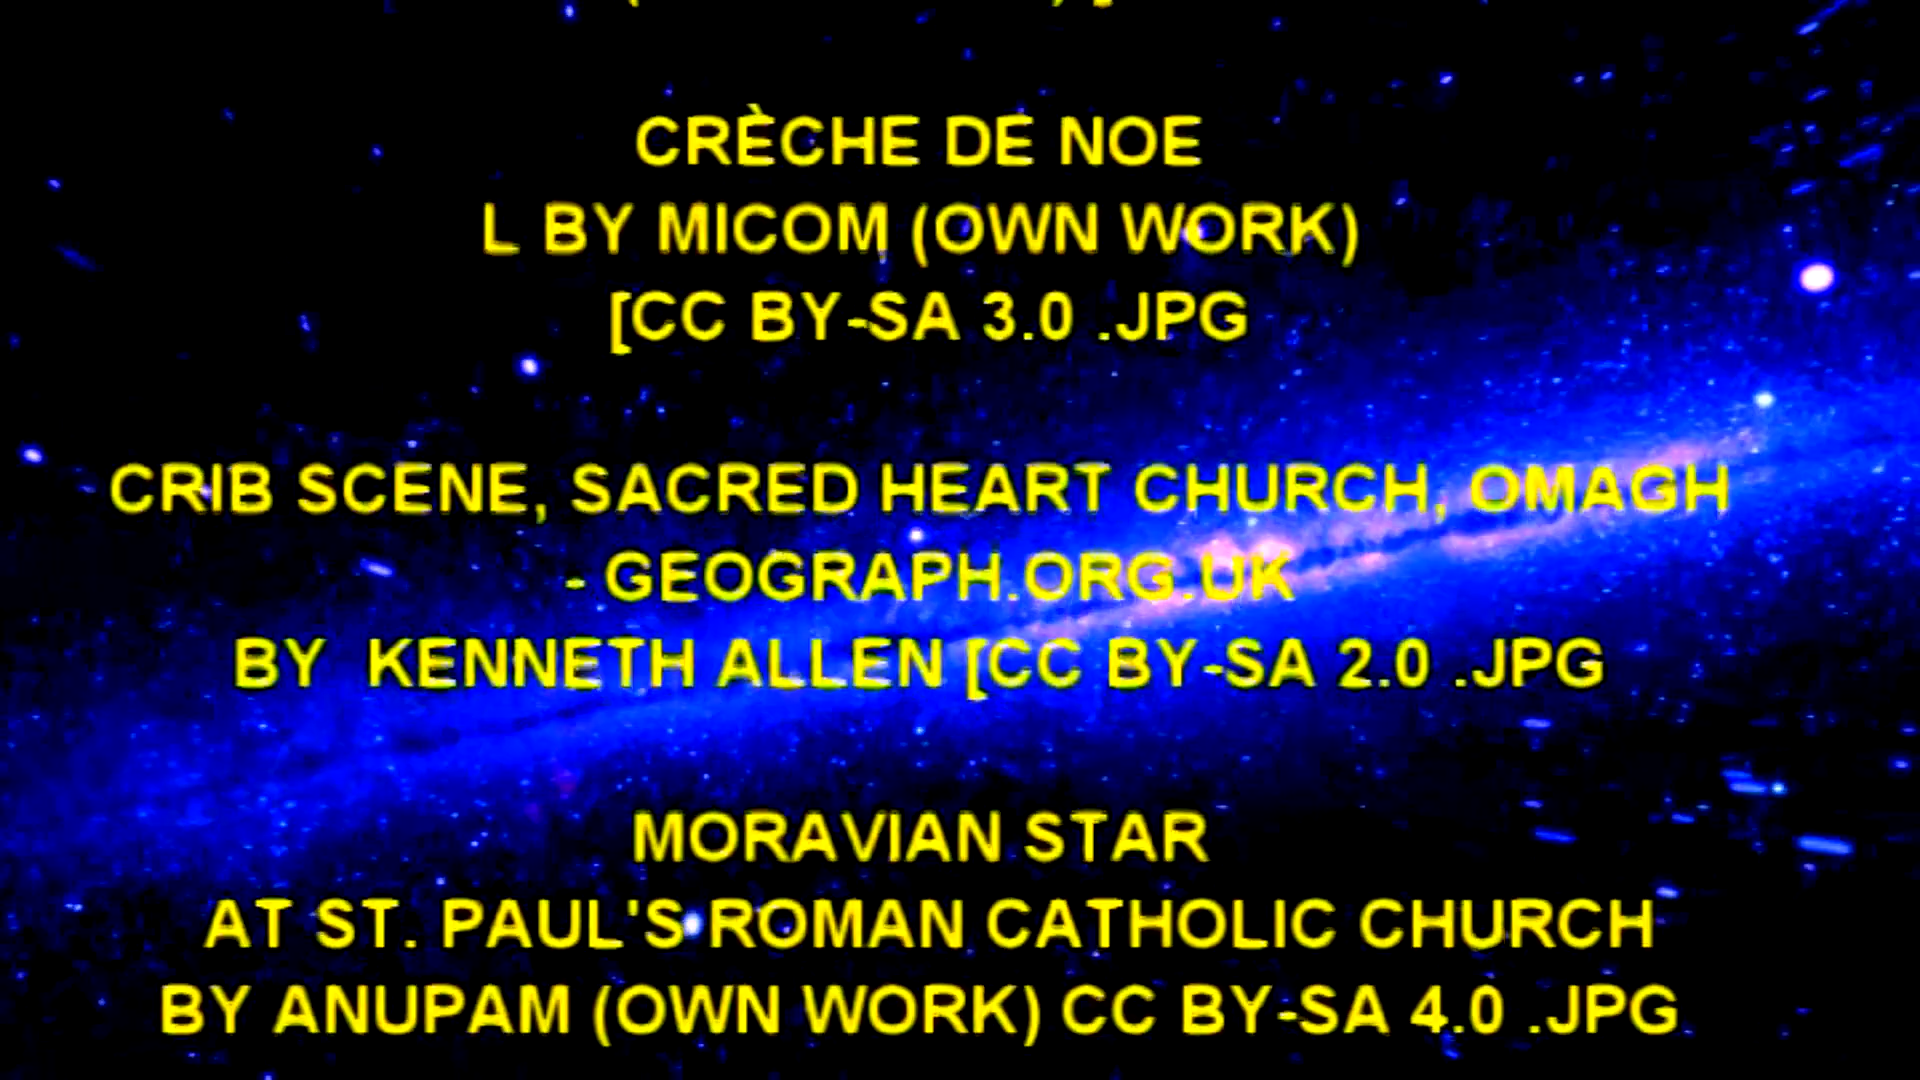 CRÈCHE DE NOE
L BY MICOM (OWN WORK)
[CC BY-SA 3.0 .JPG
CRIB SCENE, SACRED HEART CHURCH, OMAGH
- GEOGRAPH.ORG.UK
BY  KENNETH ALLEN [CC BY-SA 2.0 .JPG
MORAVIAN STAR
AT ST. PAUL'S ROMAN CATHOLIC CHURCH
BY ANUPAM (OWN WORK) CC BY-SA 4.0 .JPG